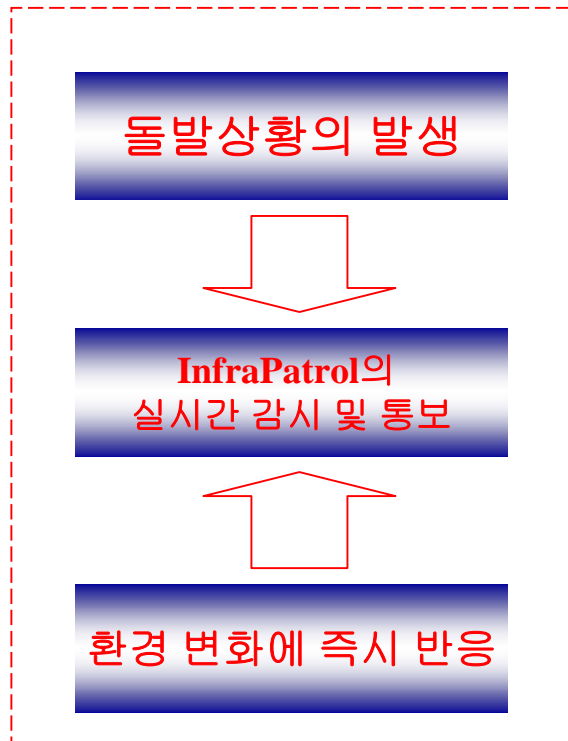 돌발상황의 발생
InfraPatrol의
실시간 감시 및 통보
환경 변화에 즉시 반응